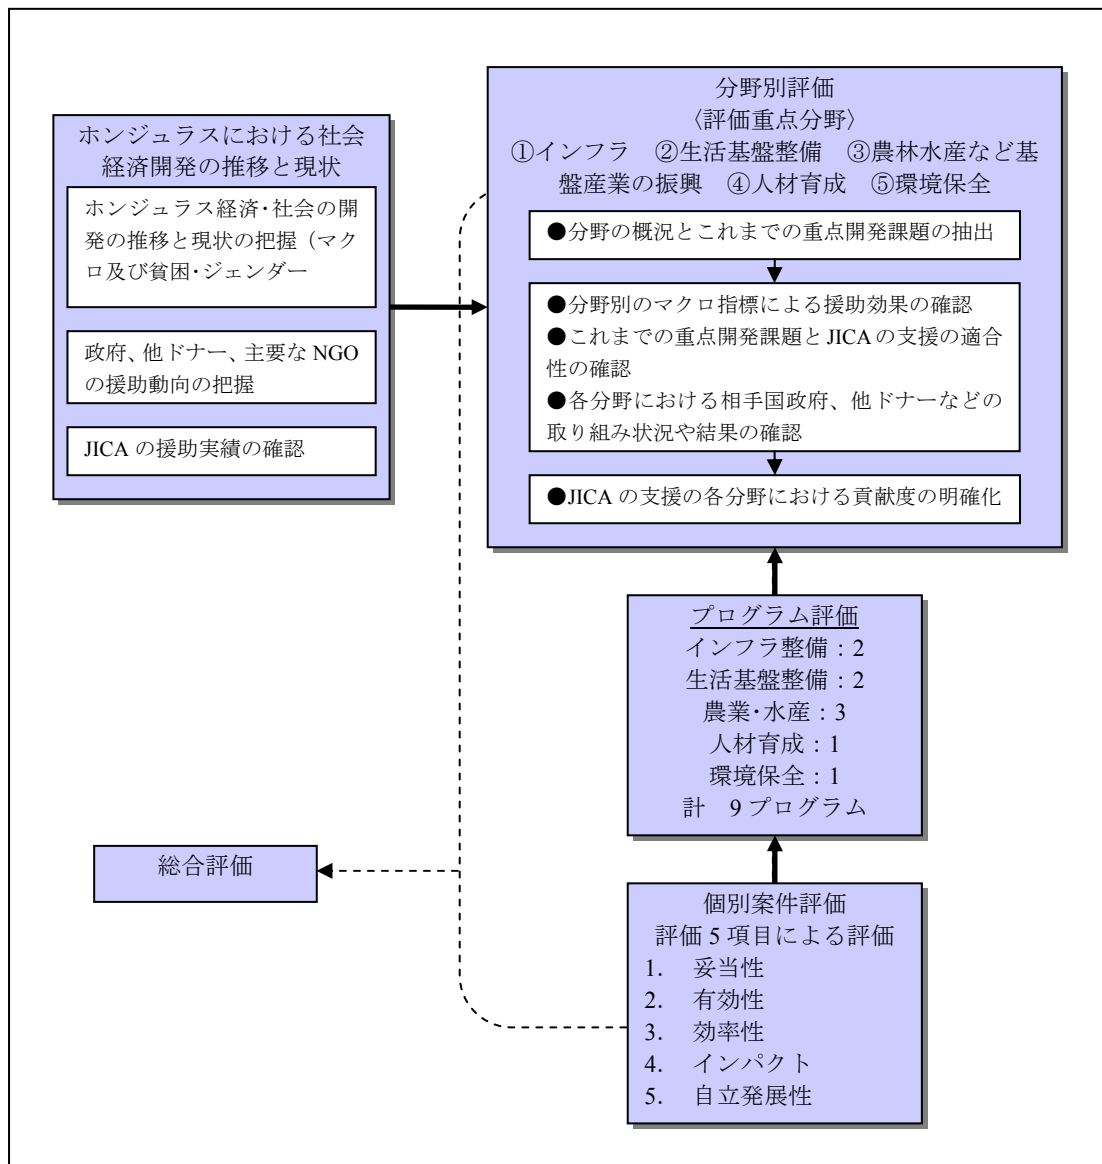 ホンジュラスにおける社会
経済開発の推移と現状
ホンジュラス経済・社会の開
発の推移と現状の把握（マク
ロ及び貧困・ジェンダー
政府、他ドナー、主要な NGO
の援助動向の把握
JICA の援助実績の確認
分野別評価
〈評価重点分野〉
①インフラ　②生活基盤整備　③農林水産など基
盤産業の振興　④人材育成　⑤環境保全
●分野の概況とこれまでの重点開発課題の抽出
●分野別のマクロ指標による援助効果の確認
●これまでの重点開発課題と JICA の支援の適合
性の確認
●各分野における相手国政府、他ドナーなどの
取り組み状況や結果の確認
●JICA の支援の各分野における貢献度の明確化
プログラム評価
インフラ整備：2
生活基盤整備：2
農業・水産：3
人材育成：1
環境保全：1
計　9 プログラム
総合評価
個別案件評価
評価 5 項目による評価
1.　妥当性
2.　有効性
3.　効率性
4.　インパクト
5.　自立発展性